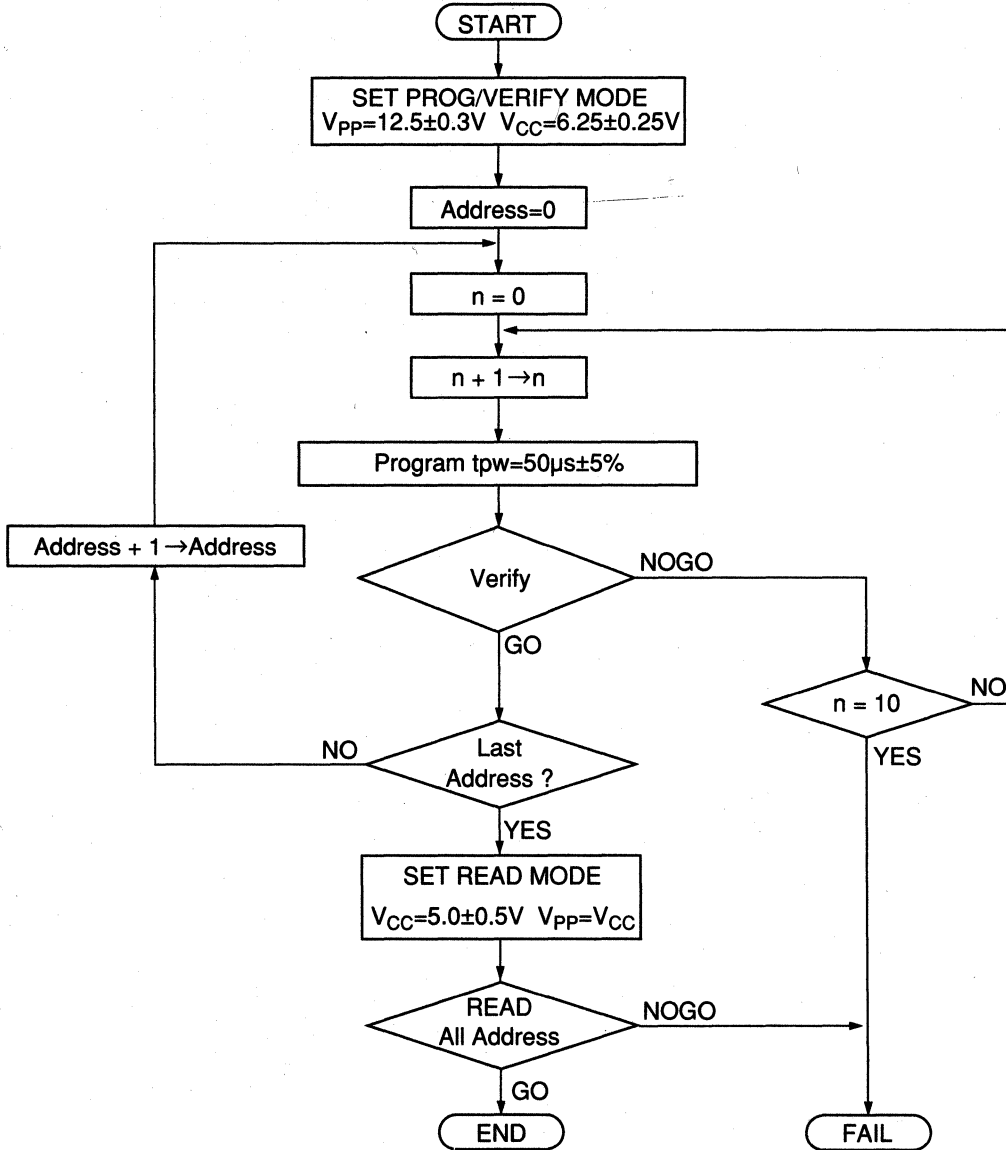 START
SET PROG/VERIFY MODE
VPP=12.5±0.3V VCC=6.25±0.25V
Address=0
n = 0
n + 1→n
Program tpw=50µs±5%
Address + 1→Address
Verify
NOGO
GO
n = 10
NO
YES
Last
Address ?
NO
YES
SET READ MODE
VCC=5.0±0.5V VPP=VCC
READ
All Address
NOGO
GO
END
FAIL